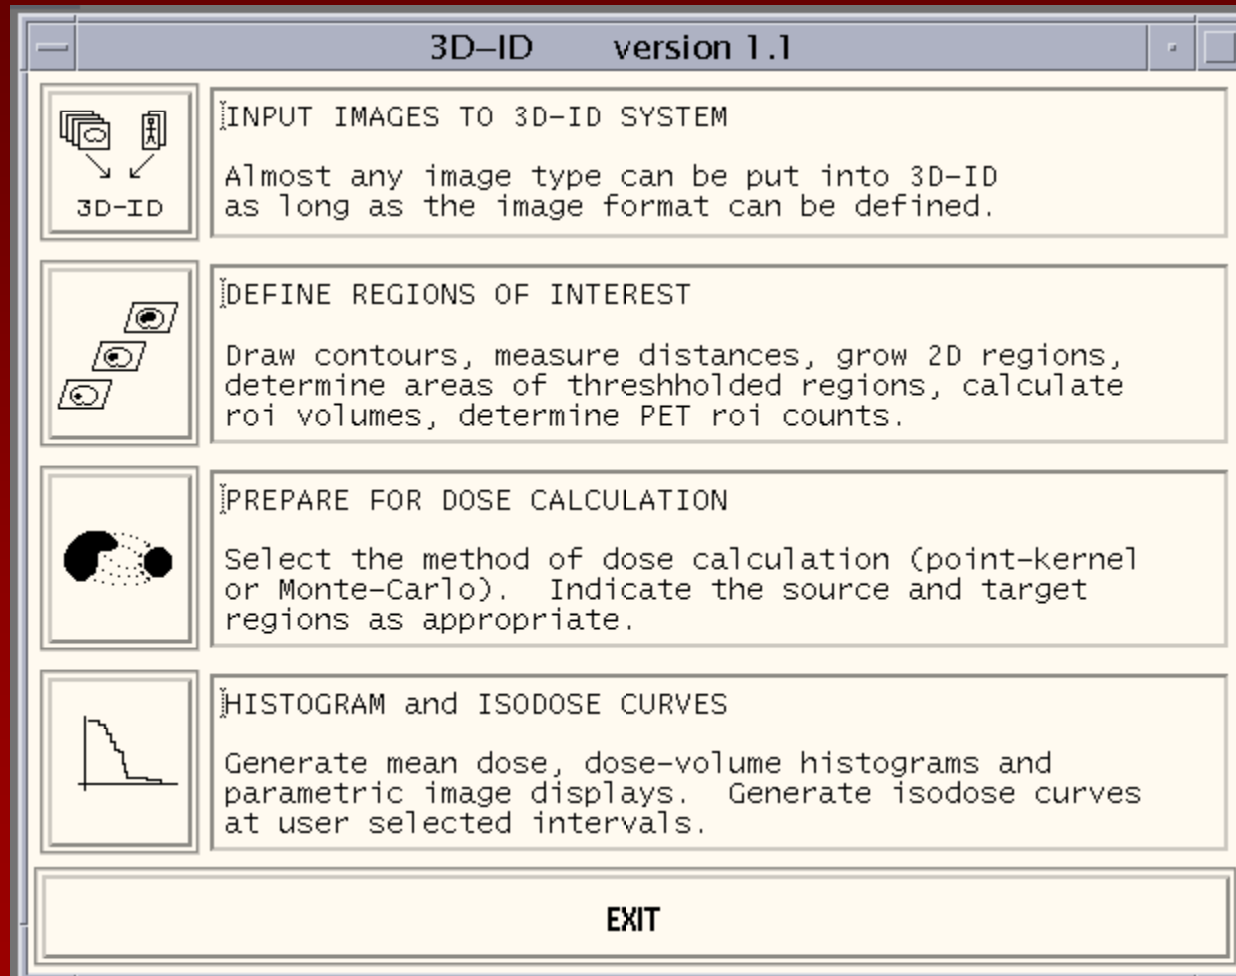 3D-ID version 1.1
3D-ID
INPUT IMAGES TO 3D-ID SYSTEM
Almost any image type can be put into 3D-ID
as long as the image format can be defined.
DEFINE REGIONS OF INTEREST
Draw contours, measure distances, grow 2D regions,
determine areas of threshholded regions, calculate
roi volumes, determine PET roi counts.
PREPARE FOR DOSE CALCULATION
Select the method of dose calculation (point-kernel
or Monte-Carlo). Indicate the source and target
regions as appropriate.
HISTOGRAM and ISODOSE CURVES
Generate mean dose, dose-volume histograms and
parametric image displays. Generate isodose curves
at user selected intervals.
EXIT